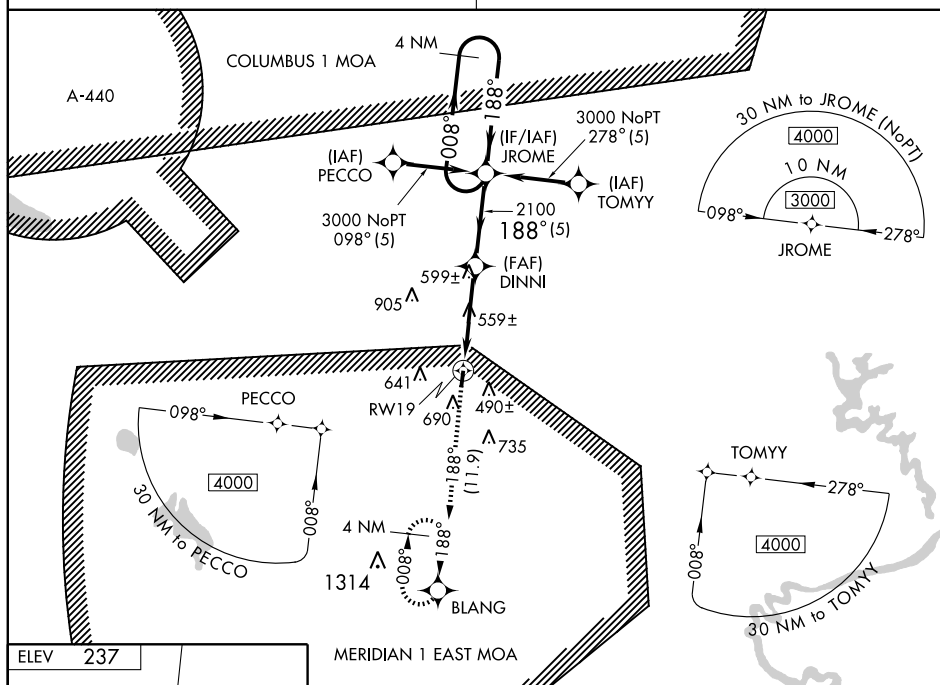 COLUMBUS 1 MOA
A-440
4 NM
008°
188°
3000 NoPT
278° (5)
(IF/IAF)
JROME
(IAF)
PECCO
(IAF)
TOMYY
3000 NoPT
098° (5)
2100
188° (5)
(FAF)
DINNI
599±
905
559±
30 NM to JROME (NoPT)
4000
10 NM
3000
098°
278°
JROME
641
RW19
690
490±
735
188°
(11.9)
4 NM
188°
008°
1314
BLANG
PECCO
098°
4000
008°
30 NM to PECCO
TOMYY
278°
4000
008°
30 NM to TOMYY
ELEV 237
MERIDIAN 1 EAST MOA